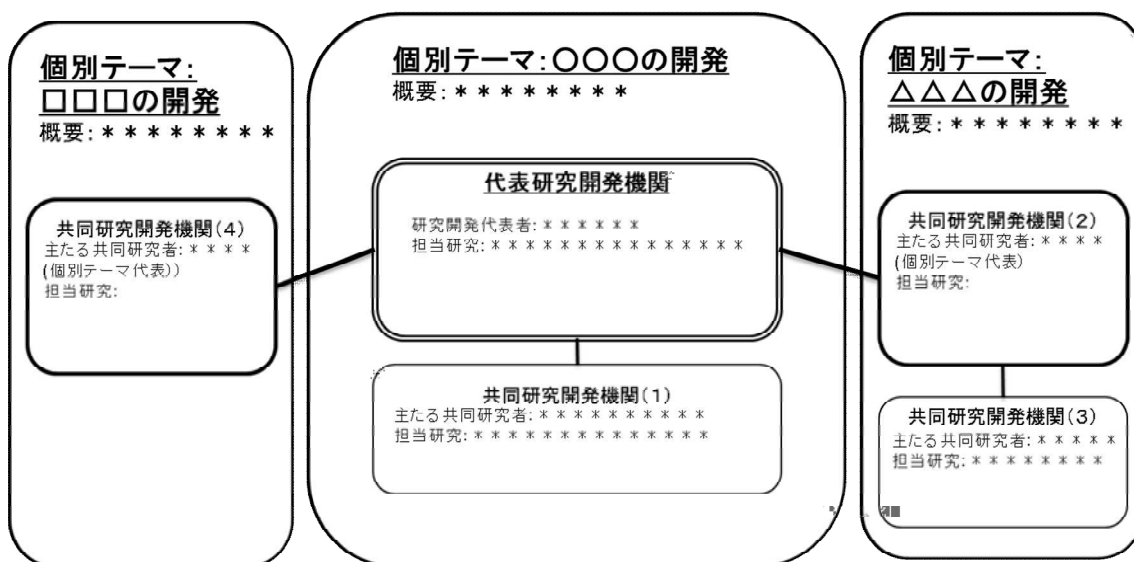 個別テーマ:
□□□の開発
概要:＊＊＊＊＊＊＊＊
共同研究開発機関(4)
主たる共同研究者:＊＊＊＊
(個別テーマ代表))
担当研究:
個別テーマ:〇〇〇の開発
概要:＊＊＊＊＊＊＊＊
代表研究開発機関
研究開発代表者:＊＊＊＊＊＊
担当研究:＊＊＊＊＊＊＊＊＊＊＊＊＊＊＊
共同研究開発機関(1)
主たる共同研究者:＊＊＊＊＊＊＊＊＊＊
担当研究:＊＊＊＊＊＊＊＊＊＊＊＊＊＊
個別テーマ:
△△△の開発
概要:＊＊＊＊＊＊＊＊
共同研究開発機関(2)
主たる共同研究者:＊＊＊＊
(個別テーマ代表)
担当研究:
共同研究開発機関(3)
主たる共同研究者:＊＊＊＊＊
担当研究:＊＊＊＊＊＊＊＊